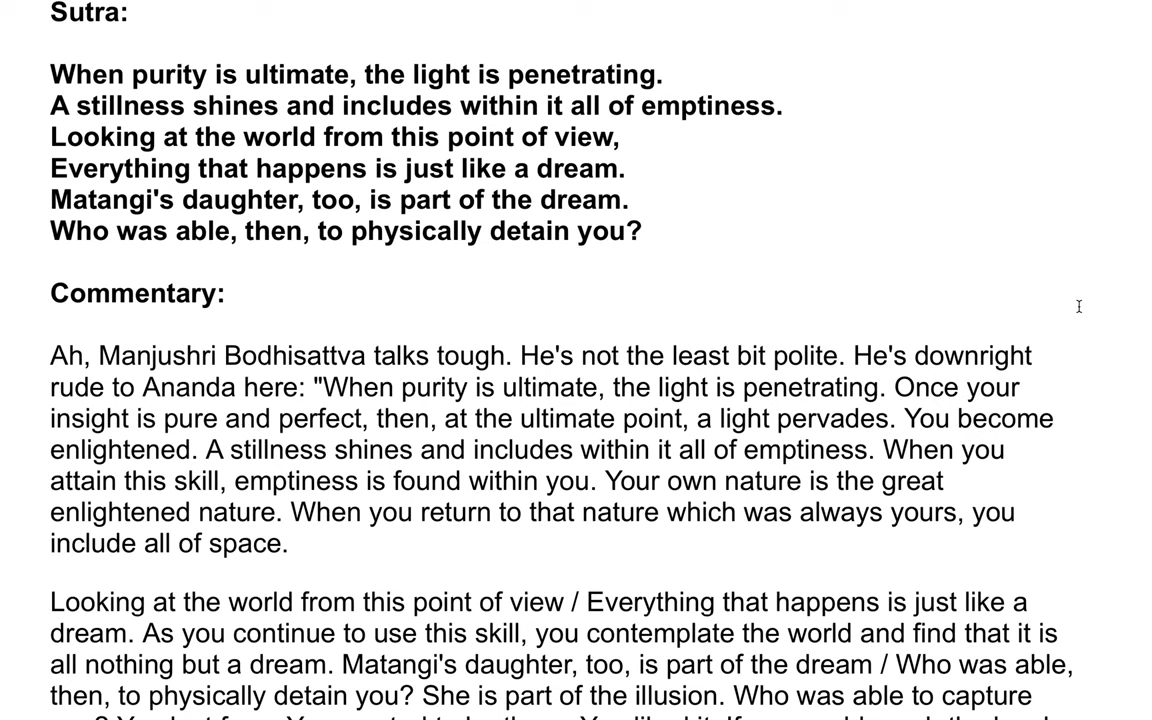 Sutra:
When purity is ultimate, the light is penetrating.
A stillness shines and includes within it all of emptiness.
Looking at the world from this point of view,
Everything that happens is just like a dream.
Matangi's daughter, too, is part of the dream.
Who was able, then, to physically detain you?
Commentary:
Ah, Manjushri Bodhisattva talks tough. He's not the least bit polite. He's downright
rude to Ananda here: "When purity is ultimate, the light is penetrating. Once your
insight is pure and perfect, then, at the ultimate point, a light pervades. You become
enlightened. A stillness shines and includes within it all of emptiness. When you
attain this skill, emptiness is found within you. Your own nature is the great
enlightened nature. When you return to that nature which was always yours, you
include all of space.
Looking at the world from this point of view / Everything that happens is just like a
dream. As you continue to use this skill, you contemplate the world and find that it is
all nothing but a dream. Matangi's daughter, too, is part of the dream / Who was able,
then, to physically detain you? She is part of the illusion. Who was able to capture